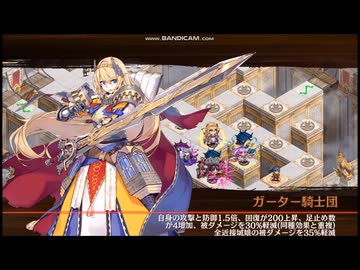 www.BANDICAM.com
ガーター騎士団
自身の攻撃と防御1.5倍、回復が200上昇、足止め数
が4増加、被ダメージを30%軽減(同種効果と重複)
全近接城娘の被ダメージを35%軽減